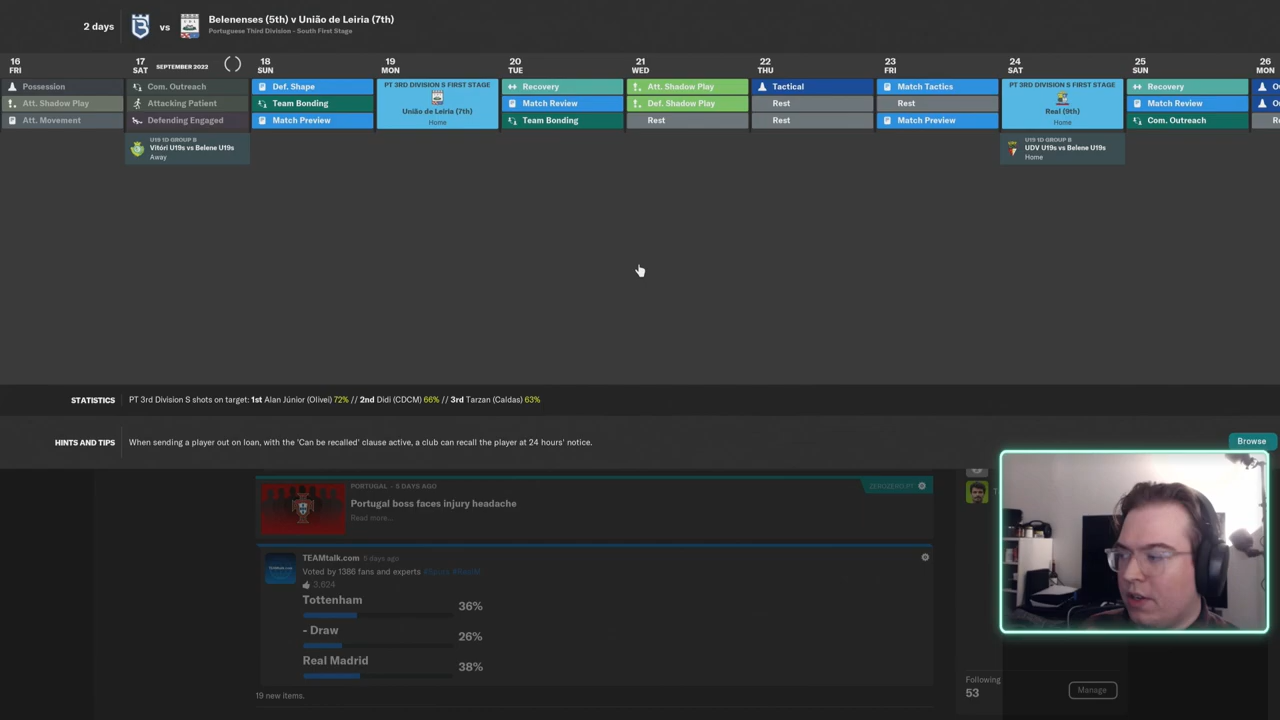 2 days
vs
Belenenses (5th) v União de Leiria (7th)
Portuguese Third Division - South First Stage
16 FRI
17 SAT
SEPTEMBER 2022
18 SUN
19 MON
20 TUE
21 WED
22 THU
23 FRI
24 SAT
25 SUN
26 MON
Possession
Att. Shadow Play
Att. Movement
Com. Outreach
Attacking Patient
Defending Engaged
U19 1D GROUP B
Vitóri U19s vs Belene U19s
Away
Def. Shape
Team Bonding
Match Preview
PT 3RD DIVISION S FIRST STAGE
União de Leiria (7th)
Home
Recovery
Match Review
Team Bonding
Att. Shadow Play
Def. Shadow Play
Rest
Tactical
Rest
Rest
Match Tactics
Rest
Match Preview
PT 3RD DIVISION S FIRST STAGE
Real (9th)
Home
U19 1D GROUP B
UDV U19s vs Belene U19s
Home
Recovery
Match Review
Com. Outreach
STATISTICS
PT 3rd Division S shots on target: 1st Alan Júnior (Olivei) 72% // 2nd Didi (CDCM) 66% // 3rd Tarzan (Caldas) 63%
HINTS AND TIPS
When sending a player out on loan, with the 'Can be recalled' clause active, a club can recall the player at 24 hours' notice.
Browse
PORTUGAL - 5 DAYS AGO
ZEROZERO.PT
Portugal boss faces injury headache
Read more...
TEAMtalk.com 5 days ago
Voted by 1386 fans and experts
3,624
Tottenham
36%
- Draw
26%
Real Madrid
38%
19 new items.
Following
53
Manage